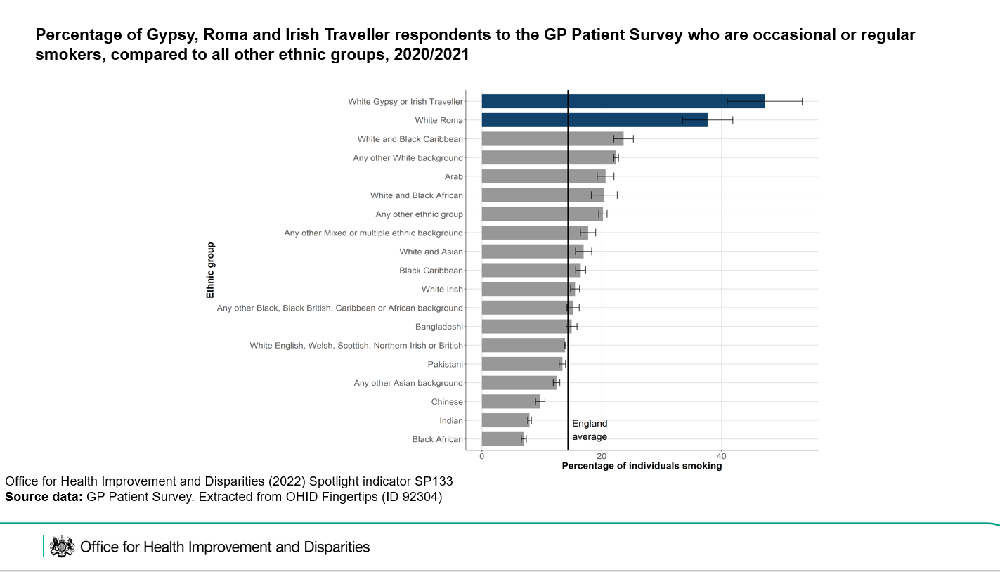 Percentage of Gypsy, Roma and Irish Traveller respondents to the GP Patient Survey who are occasional or regular
smokers, compared to all other ethnic groups, 2020/2021
Ethnic group
White Gypsy or Irish Traveller
White Roma
White and Black Caribbean
Any other White background
Arab
White and Black African
Any other ethnic group
Any other Mixed or multiple ethnic background
White and Asian
Black Caribbean
White Irish
Any other Black, Black British, Caribbean or African background
Bangladeshi
White English, Welsh, Scottish, Northern Irish or British
Pakistani
Any other Asian background
Chinese
Indian
Black African
England
average
0 20 40
Percentage of individuals smoking
Office for Health Improvement and Disparities (2022) Spotlight indicator SP133
Source data: GP Patient Survey. Extracted from OHID Fingertips (ID 92304)
Office for Health Improvement and Disparities